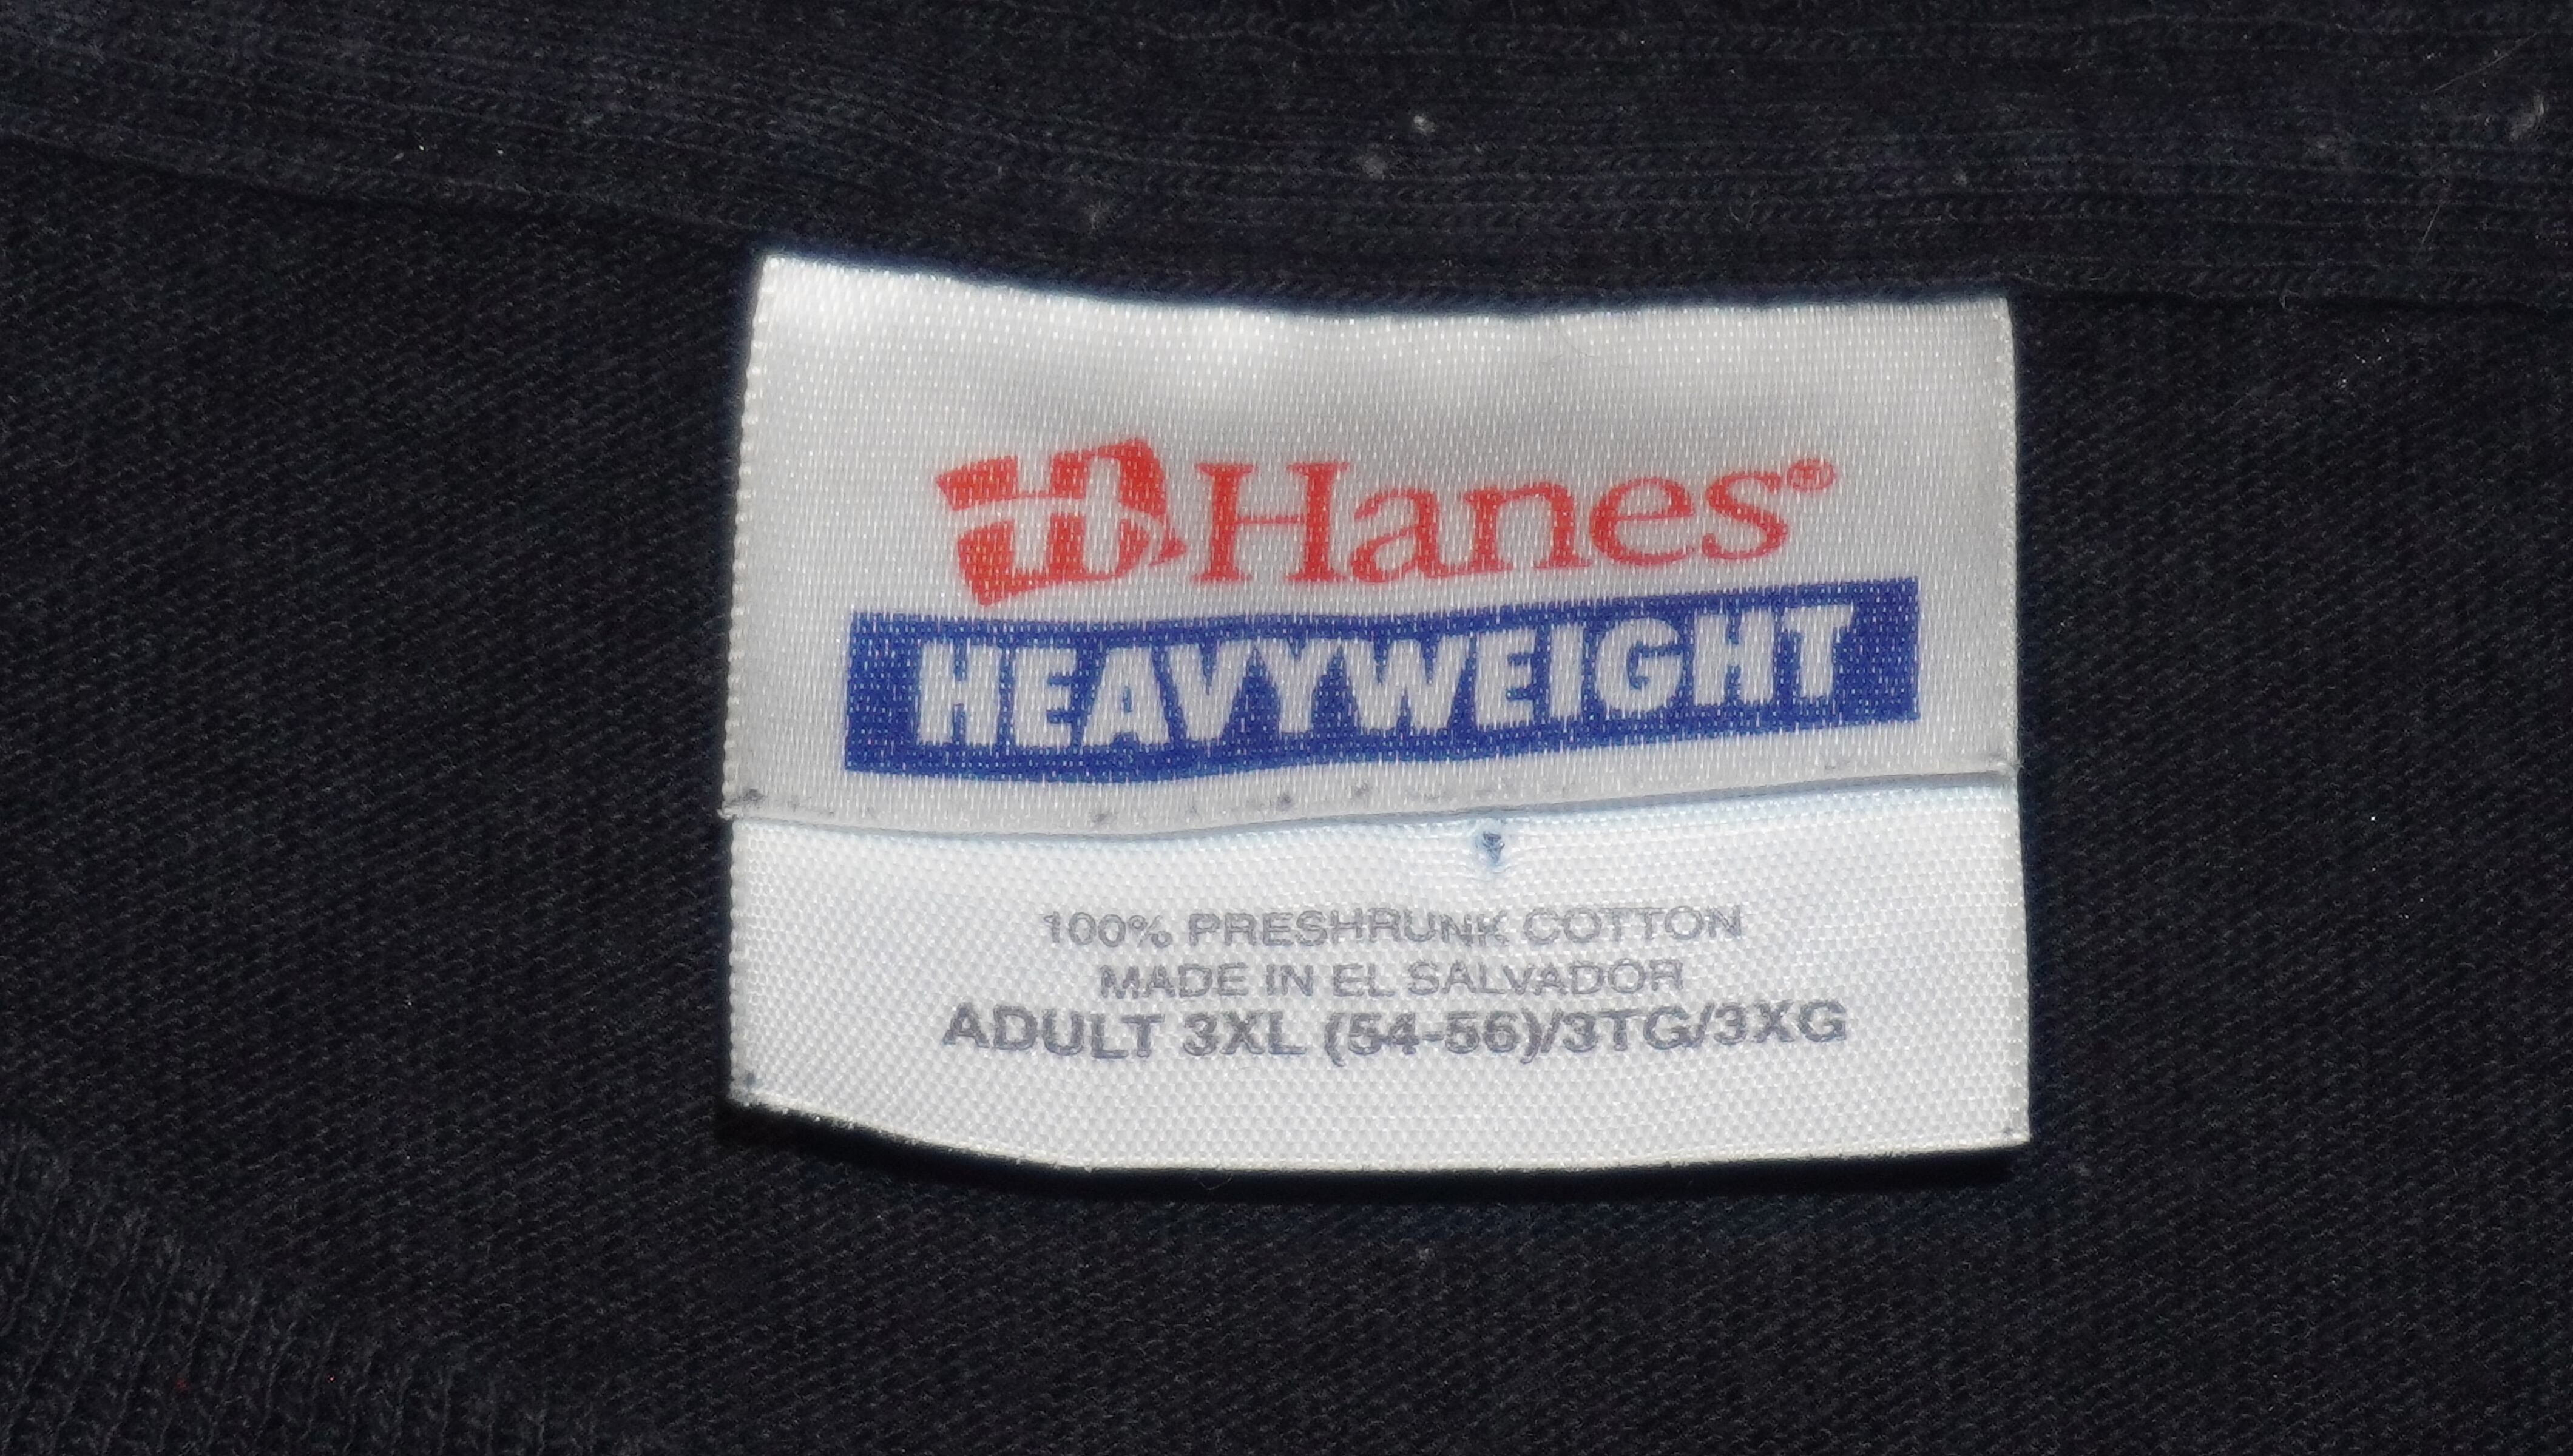 Hanes®
HEAVYWEIGHT
100% PRESHRUNK COTTON
MADE IN EL SALVADOR
ADULT 3XL (54-56)/3TG/3XG